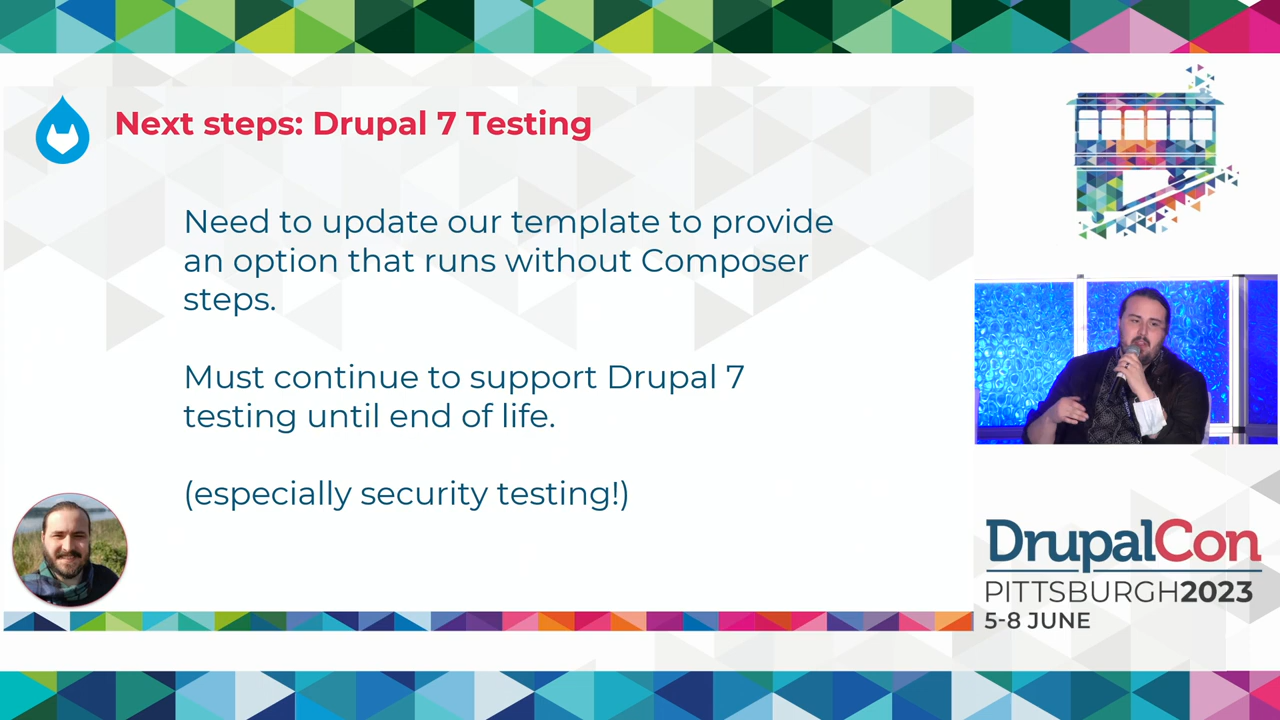 Next steps: Drupal 7 Testing
Need to update our template to provide
an option that runs without Composer
steps.
Must continue to support Drupal 7
testing until end of life.
(especially security testing!)
DrupalCon
PITTSBURGH2023
5-8 JUNE